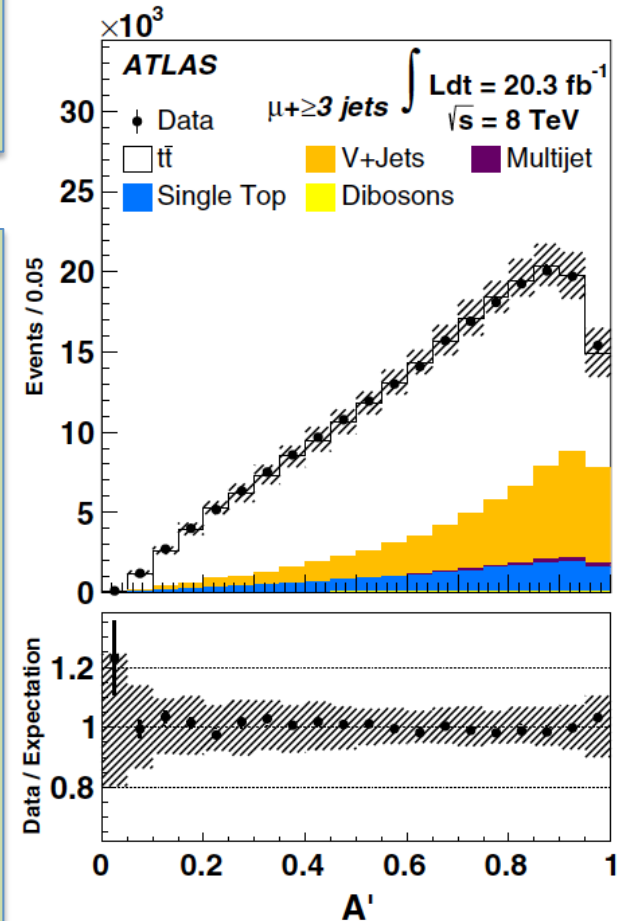 ×10³
ATLAS
∫ Ldt = 20.3 fb⁻¹
μ+≥3 jets
√s = 8 TeV
Data
tt̄
V+Jets
Multijet
Single Top
Dibosons
Events / 0.05
30
25
20
15
10
5
0
Data / Expectation
1.2
1
0.8
0 0.2 0.4 0.6 0.8 1
A'